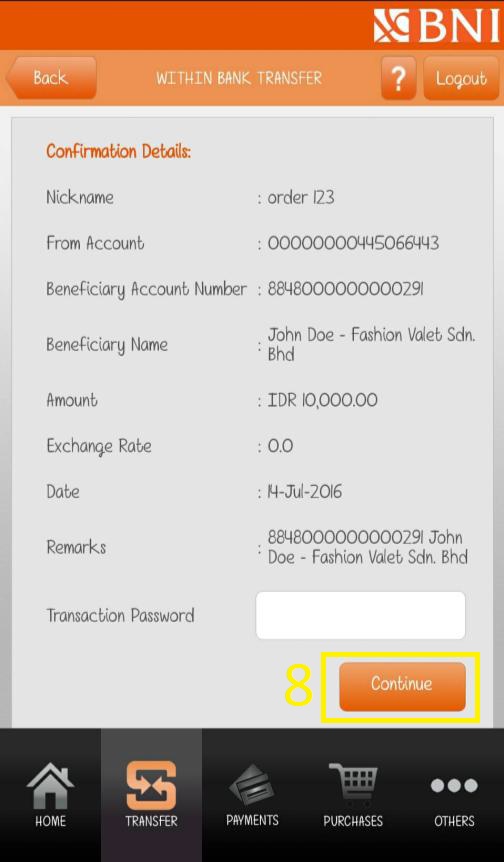 BNI
Back
WITHIN BANK TRANSFER
?
Logout
Confirmation Details:
Nickname : order 123
From Account : 00000000445066443
Beneficiary Account Number : 8848000000000291
Beneficiary Name : John Doe - Fashion Valet Sdn.
Bhd
Amount : IDR 10,000.00
Exchange Rate : 0.0
Date : 14-Jul-2016
Remarks : 8848000000000291 John
Doe - Fashion Valet Sdn. Bhd
Transaction Password
8
Continue
HOME
TRANSFER
PAYMENTS
PURCHASES
OTHERS